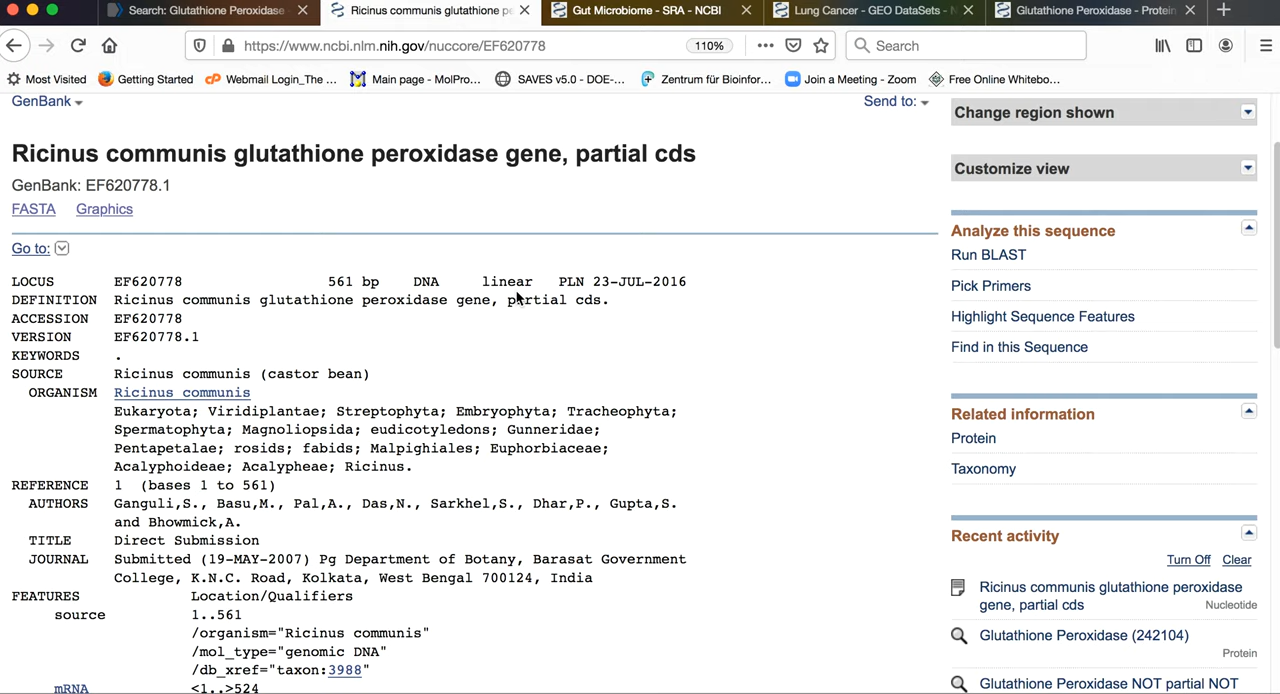 Search: Glutathione Peroxidase
Ricinus communis glutathione p
Gut Microbiome - SRA - NCBI
Lung Cancer - GEO DataSets - N
Glutathione Peroxidase - Protein
https://www.ncbi.nlm.nih.gov/nuccore/EF620778
110%
Search
Most Visited
Getting Started
Webmail Login_The ...
Main page - MolPro...
SAVES v5.0 - DOE-...
Zentrum für Bioinfor...
Join a Meeting - Zoom
Free Online Whitebo...
GenBank
Send to:
Ricinus communis glutathione peroxidase gene, partial cds
GenBank: EF620778.1
FASTA Graphics
Go to:
LOCUS EF620778 561 bp DNA linear PLN 23-JUL-2016
DEFINITION Ricinus communis glutathione peroxidase gene, partial cds.
ACCESSION EF620778
VERSION EF620778.1
KEYWORDS .
SOURCE Ricinus communis (castor bean)
ORGANISM Ricinus communis
Eukaryota; Viridiplantae; Streptophyta; Embryophyta; Tracheophyta;
Spermatophyta; Magnoliopsida; eudicotyledons; Gunneridae;
Pentapetalae; rosids; fabids; Malpighiales; Euphorbiaceae;
Acalyphoideae; Acalypheae; Ricinus.
REFERENCE 1 (bases 1 to 561)
AUTHORS Ganguli,S., Basu,M., Pal,A., Das,N., Sarkhel,S., Dhar,P., Gupta,S.
and Bhowmick,A.
TITLE Direct Submission
JOURNAL Submitted (19-MAY-2007) Pg Department of Botany, Barasat Government
College, K.N.C. Road, Kolkata, West Bengal 700124, India
FEATURES Location/Qualifiers
source 1..561
/organism="Ricinus communis"
/mol_type="genomic DNA"
/db_xref="taxon:3988"
mRNA <1..>524
Change region shown
Customize view
Analyze this sequence
Run BLAST
Pick Primers
Highlight Sequence Features
Find in this Sequence
Related information
Protein
Taxonomy
Recent activity
Turn Off Clear
Ricinus communis glutathione peroxidase
gene, partial cds
Nucleotide
Glutathione Peroxidase (242104)
Protein
Glutathione Peroxidase NOT partial NOT